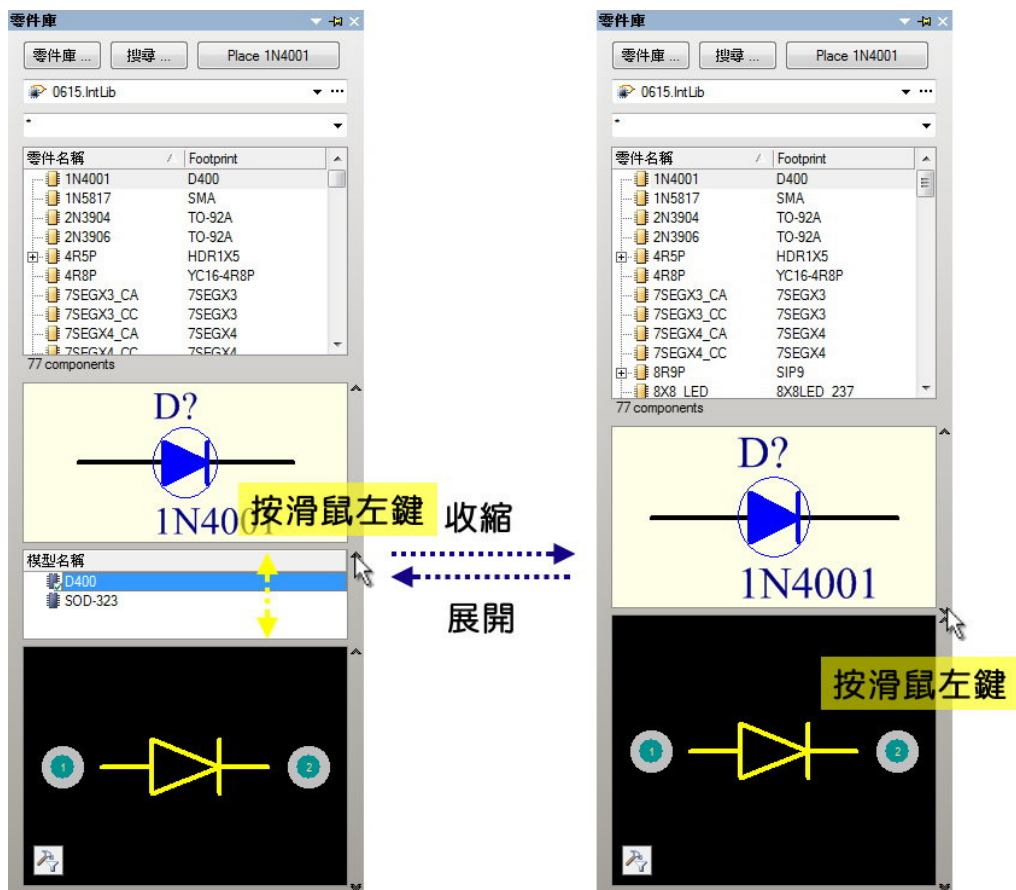 零件庫
零件庫 ...
搜尋 ...
Place 1N4001
0615.IntLib
...
*
零件名稱 / Footprint
1N4001 D400
1N5817 SMA
2N3904 TO-92A
2N3906 TO-92A
4R5P HDR1X5
4R8P YC16-4R8P
7SEGX3_CA 7SEGX3
7SEGX3_CC 7SEGX3
7SEGX4_CA 7SEGX4
7SEGX4_CC 7SEGX4
77 components
D?
1N4001
按滑鼠左鍵
模型名稱
D400
SOD-323
1
2
收縮
展開
零件庫
零件庫 ...
搜尋 ...
Place 1N4001
0615.IntLib
...
*
零件名稱 / Footprint
1N4001 D400
1N5817 SMA
2N3904 TO-92A
2N3906 TO-92A
4R5P HDR1X5
4R8P YC16-4R8P
7SEGX3_CA 7SEGX3
7SEGX3_CC 7SEGX3
7SEGX4_CA 7SEGX4
7SEGX4_CC 7SEGX4
8R9P SIP9
8X8_LED 8X8LED_237
77 components
D?
1N4001
按滑鼠左鍵
1
2